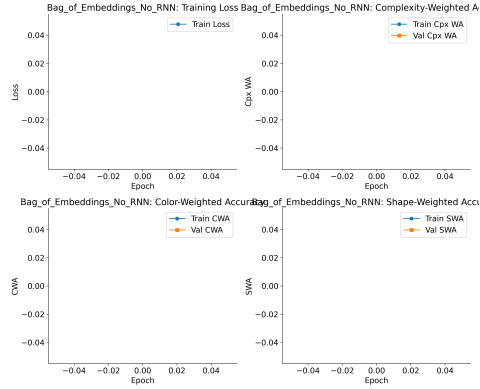 Bag_of_Embeddings_No_RNN: Training Loss
Train Loss
0.04
0.02
0.00
−0.02
−0.04
Loss
−0.04 −0.02 0.00 0.02 0.04
Epoch
Bag_of_Embeddings_No_RNN: Complexity-Weighted A
Train Cpx WA
Val Cpx WA
0.04
0.02
0.00
−0.02
−0.04
Cpx WA
−0.04 −0.02 0.00 0.02 0.04
Epoch
Bag_of_Embeddings_No_RNN: Color-Weighted Accuracy
Train CWA
Val CWA
0.04
0.02
0.00
−0.02
−0.04
CWA
−0.04 −0.02 0.00 0.02 0.04
Epoch
Bag_of_Embeddings_No_RNN: Shape-Weighted Accu
Train SWA
Val SWA
0.04
0.02
0.00
−0.02
−0.04
SWA
−0.04 −0.02 0.00 0.02 0.04
Epoch